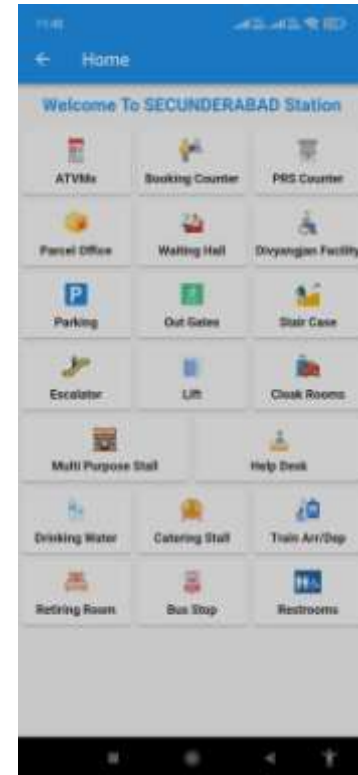 11:40
Home
Welcome To SECUNDERABAD Station
ATVMs
Booking Counter
PRS Counter
Parcel Office
Waiting Hall
Divyangjan Facility
P
Parking
Out Gates
Stair Case
Escalator
Lift
Cloak Rooms
Multi Purpose Stall
Help Desk
Drinking Water
Catering Stall
Train Arr/Dep
Retiring Room
Bus Stop
Restrooms